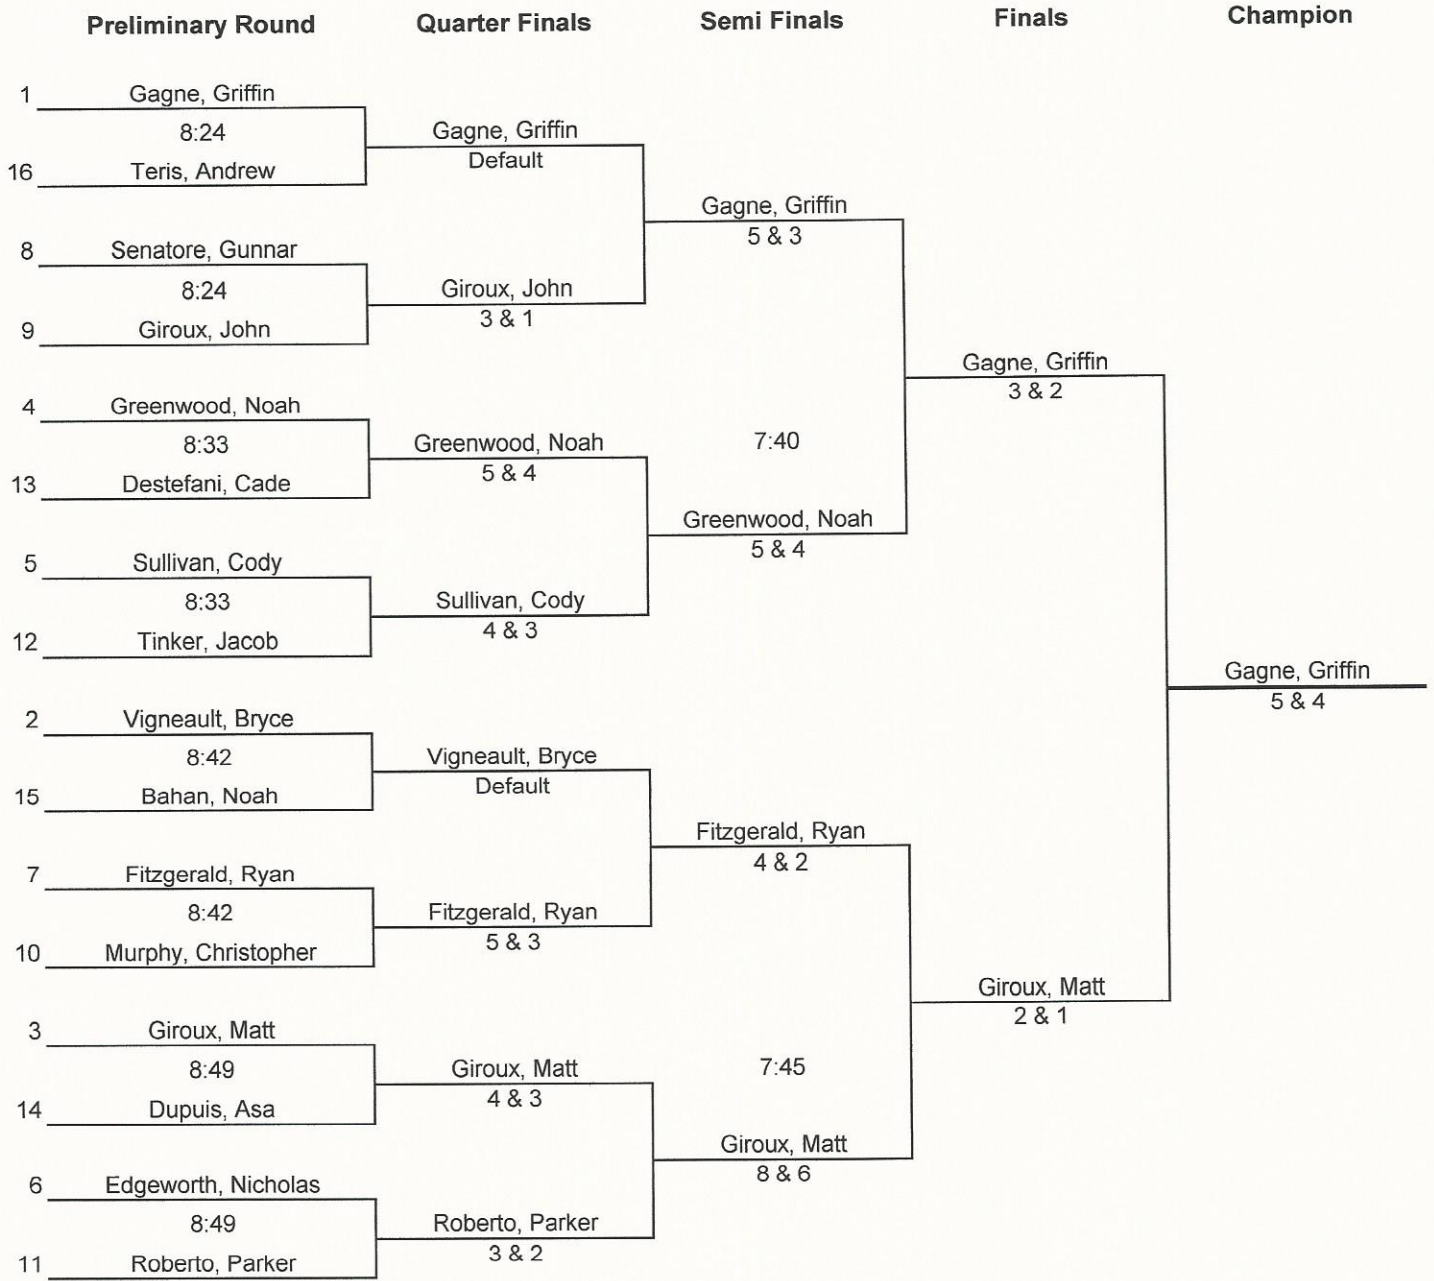 Preliminary Round Quarter Finals Semi Finals Finals Champion
1 Gagne, Griffin
8:24
16 Teris, Andrew
8 Senatore, Gunnar
8:24
9 Giroux, John
4 Greenwood, Noah
8:33
13 Destefani, Cade
5 Sullivan, Cody
8:33
12 Tinker, Jacob
2 Vigneault, Bryce
8:42
15 Bahan, Noah
7 Fitzgerald, Ryan
8:42
10 Murphy, Christopher
3 Giroux, Matt
8:49
14 Dupuis, Asa
6 Edgeworth, Nicholas
8:49
11 Roberto, Parker
Gagne, Griffin
Default
Giroux, John
3 & 1
Greenwood, Noah
5 & 4
Sullivan, Cody
4 & 3
Vigneault, Bryce
Default
Fitzgerald, Ryan
5 & 3
Giroux, Matt
4 & 3
Roberto, Parker
3 & 2
Gagne, Griffin
5 & 3
7:40
Greenwood, Noah
5 & 4
Fitzgerald, Ryan
4 & 2
7:45
Giroux, Matt
8 & 6
Gagne, Griffin
3 & 2
Giroux, Matt
2 & 1
Gagne, Griffin
5 & 4